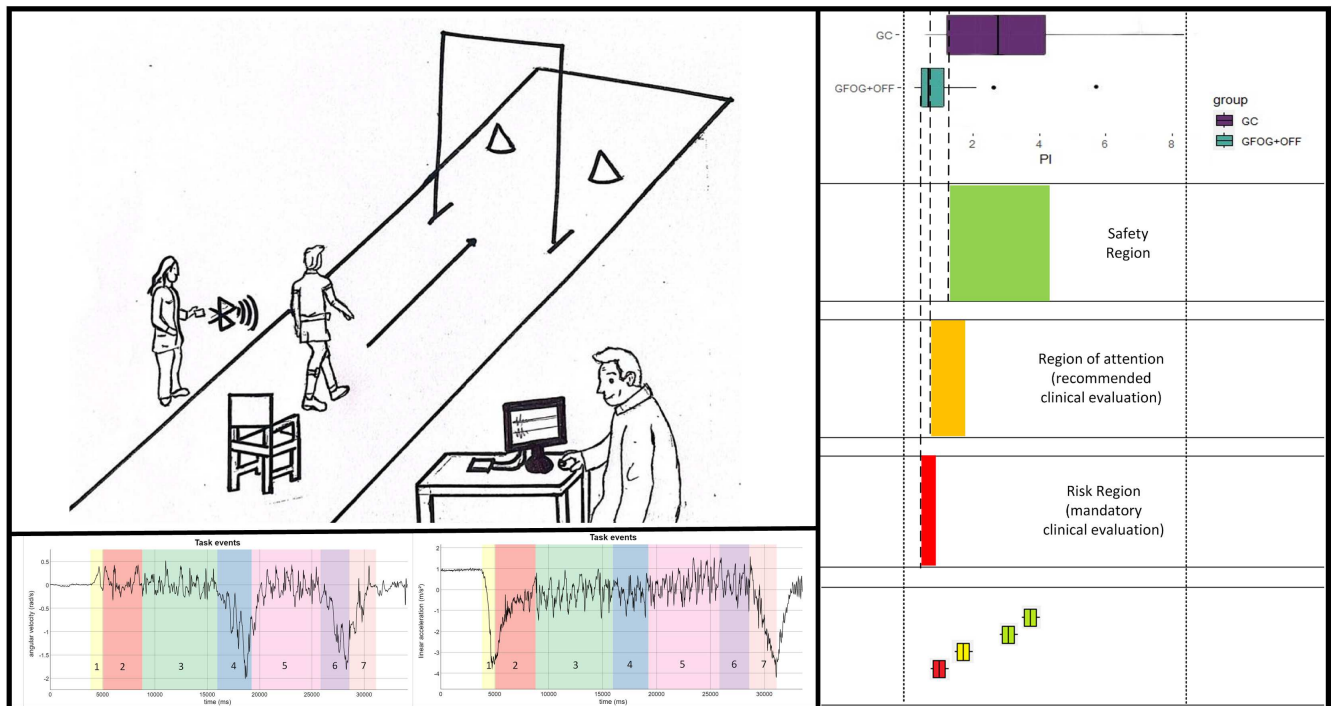 GC
GFOG+OFF
2
4
6
8
PI
group
GC
GFOG+OFF
Safety
Region
Region of attention
(recommended
clinical evaluation)
Risk Region
(mandatory
clinical evaluation)
Task events
angular velocity (rad/s)
0.5
0
-0.5
-1
-1.5
-2
1 2 3 4 5 6 7
0 5000 10000 15000 20000 25000 30000
time (ms)
Task events
linear acceleration (m/s²)
1
0
-1
-2
-3
-4
1 2 3 4 5 6 7
0 5000 10000 15000 20000 25000 30000
time (ms)